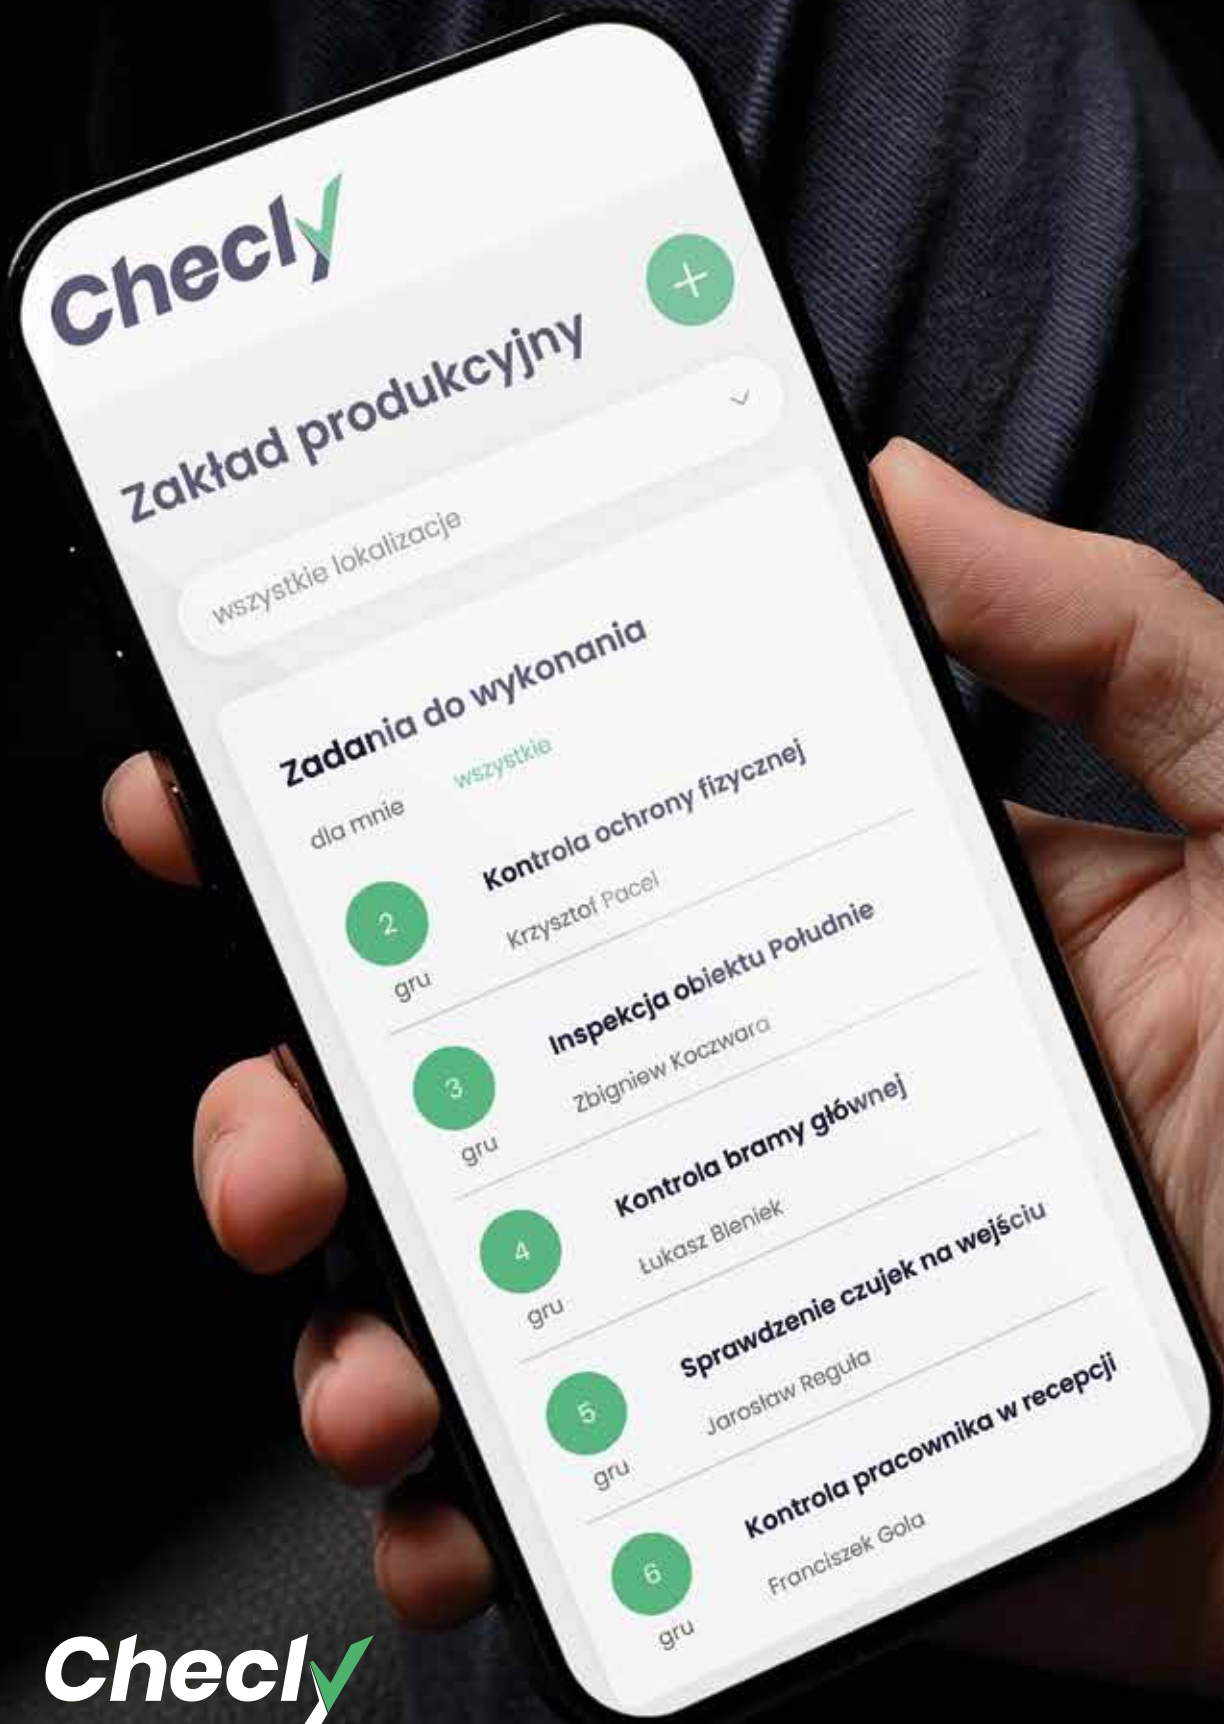 Checly
Zakład produkcyjny
+
wszystkie lokalizacje
Zadania do wykonania
dla mnie wszystkie
2 gru
Kontrola ochrony fizycznej
Krzysztof Pacel
3 gru
Inspekcja obiektu Południe
Zbigniew Koczwara
4 gru
Kontrola bramy głównej
Łukasz Bleniek
5 gru
Sprawdzenie czujek na wejściu
Jarosław Reguła
6 gru
Kontrola pracownika w recepcji
Franciszek Gola
Checly